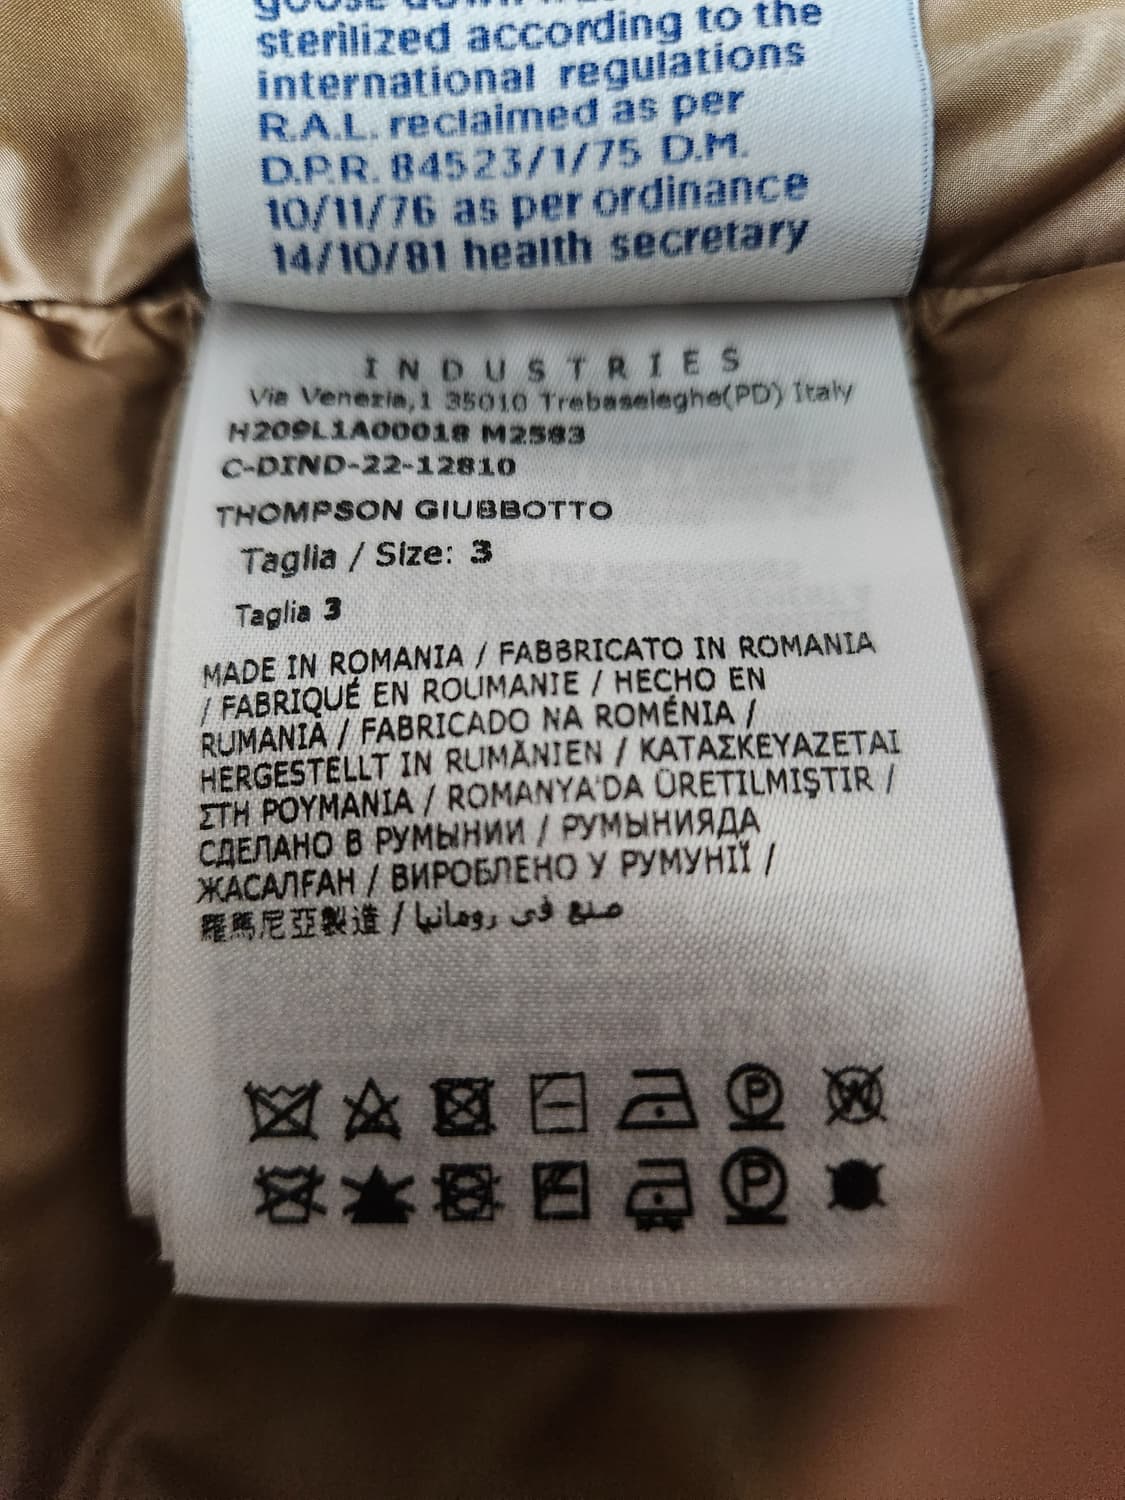 sterilized according to the
international regulations
R.A.L. reclaimed as per
D.P.R. 84523/1/75 D.M.
10/11/76 as per ordinance
14/10/81 health secretary
INDUSTRIES
Via Venezia,1 35010 Trebaseleghe(PD) Italy
H209L1A00018 M2583
C-DIND-22-12810
THOMPSON GIUBBOTTO
Taglia / Size: 3
Taglia 3
MADE IN ROMANIA / FABBRICATO IN ROMANIA
/ FABRIQUÉ EN ROUMANIE / HECHO EN
RUMANIA / FABRICADO NA ROMÉNIA /
HERGESTELLT IN RUMÄNIEN / ΚΑΤΑΣΚΕΥΑΖΕΤΑΙ
ΣΤΗ ΡΟΥΜΑΝΙΑ / ROMANYA'DA ÜRETILMIŞTIR /
СДЕЛАНО В РУМЫНИИ / РУМЫНИЯДА
ЖАСАЛҒАН / ВИРОБЛЕНО У РУМУНІЇ /
羅馬尼亞製造 / صنع في رومانيا
P W
P